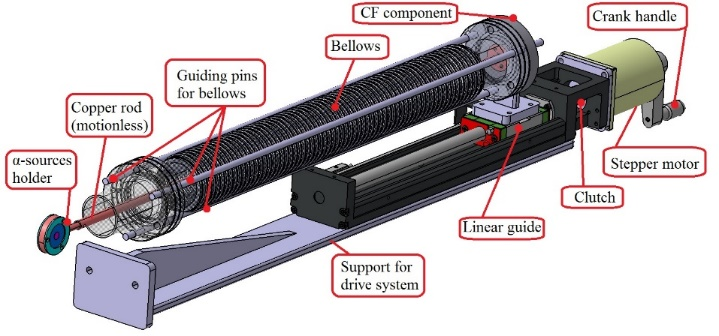 CF component
Crank handle
Bellows
Guiding pins
for bellows
Copper rod
(motionless)
α-sources
holder
Stepper motor
Clutch
Linear guide
Support for
drive system